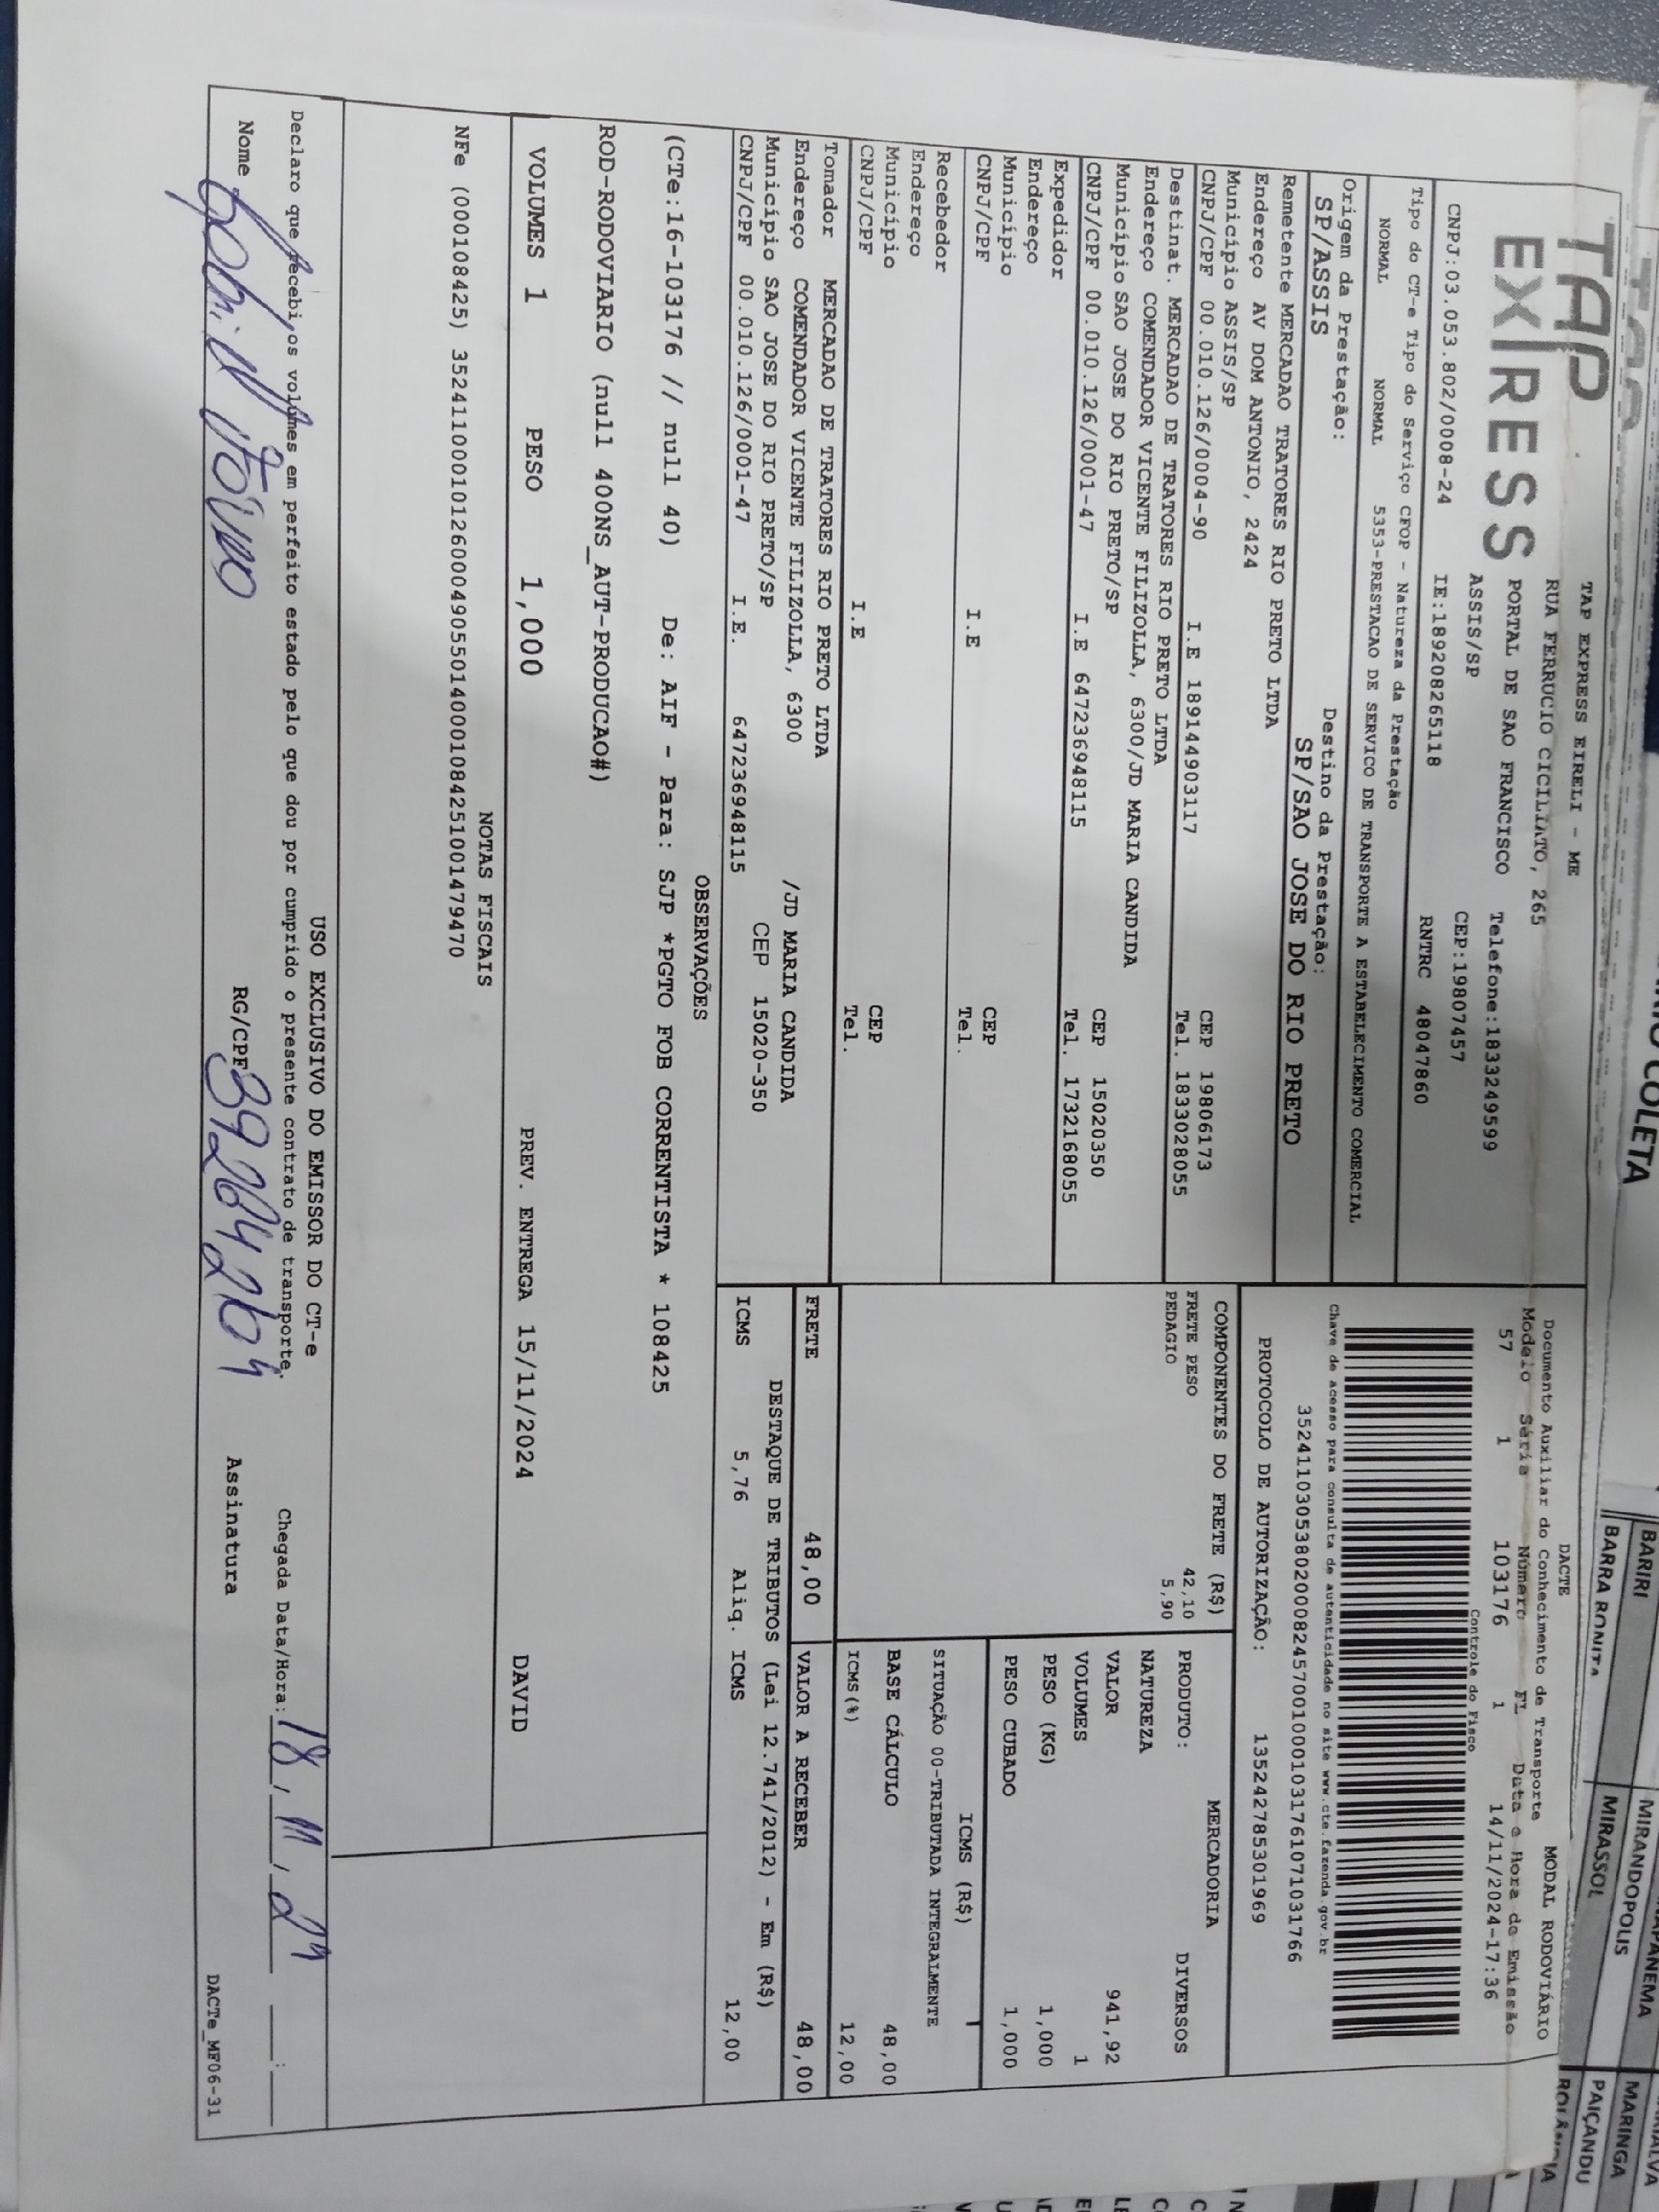 TAP
EX|RESS
TAP EXPRESS EIRELI - ME
RUA FERRUCIO CICILIATO, 265
PORTAL DE SAO FRANCISCO Telefone:1833249599
ASSIS/SP CEP:19807457
CNPJ:03.053.802/0008-24 IE:189208265118 RNTRC 48047860
Tipo do CT-e Tipo do Serviço CFOP - Natureza da Prestação
NORMAL NORMAL 5353-PRESTACAO DE SERVICO DE TRANSPORTE A ESTABELECIMENTO COMERCIAL
Origem da Prestação: Destino da Prestação:
SP/ASSIS SP/SAO JOSE DO RIO PRETO
Remetente MERCADAO TRATORES RIO PRETO LTDA
Endereço AV DOM ANTONIO, 2424
Município ASSIS/SP CEP 19806173
CNPJ/CPF 00.010.126/0004-90 I.E 189144903117 Tel. 1833028055
Destinat. MERCADAO DE TRATORES RIO PRETO LTDA
Endereço COMENDADOR VICENTE FILIZOLLA, 6300/JD MARIA CANDIDA
Município SAO JOSE DO RIO PRETO/SP CEP 15020350
CNPJ/CPF 00.010.126/0001-47 I.E 647236948115 Tel. 1732168055
Expedidor
Endereço
Município CEP
CNPJ/CPF I.E Tel.
Recebedor
Endereço
Município CEP
CNPJ/CPF I.E Tel.
Tomador MERCADAO DE TRATORES RIO PRETO LTDA
Endereço COMENDADOR VICENTE FILIZOLLA, 6300 /JD MARIA CANDIDA
Município SAO JOSE DO RIO PRETO/SP CEP 15020-350
CNPJ/CPF 00.010.126/0001-47 I.E. 647236948115
DACTE
Documento Auxiliar do Conhecimento de Transporte MODAL RODOVIÁRIO
Modelo Série Número FL Data e Hora de Emissão
57 1 103176 1 14/11/2024-17:36
Controle do Fisco
Chave de acesso para consulta de autenticidade no site www.cte.fazenda.gov.br
35241103053802000824570010001031761071031766
PROTOCOLO DE AUTORIZAÇÃO: 135242785301969
COMPONENTES DO FRETE (R$)
FRETE PESO 42,10
PEDAGIO 5,90
MERCADORIA
PRODUTO: DIVERSOS
NATUREZA
VALOR 941,92
VOLUMES 1
PESO (KG) 1,000
PESO CUBADO 1,000
ICMS (R$)
SITUAÇÃO 00-TRIBUTADA INTEGRALMENTE
BASE CÁLCULO 48,00
ICMS(%) 12,00
FRETE 48,00 VALOR A RECEBER 48,00
DESTAQUE DE TRIBUTOS (Lei 12.741/2012) - Em (R$)
ICMS 5,76 Aliq. ICMS 12,00
OBSERVAÇÕES
(CTe:16-103176 // null 40) De: AIF - Para: SJP *PGTO FOB CORRENTISTA * 108425
ROD-RODOVIARIO (null 400NS_AUT-PRODUCAO#)
VOLUMES 1 PESO 1,000 PREV. ENTREGA 15/11/2024 DAVID
NOTAS FISCAIS
NFe (000108425) 35241100010126000490550140001084251001479470
USO EXCLUSIVO DO EMISSOR DO CT-e
Declaro que recebi os volumes em perfeito estado pelo que dou por cumprido o presente contrato de transporte. Chegada Data/Hora: 18/11/24 :
Nome RG/CPF Assinatura
DACTe_MF06-31
COLETA
BARIRI MIRANDOPOLIS MARINGA
MIRASSOL PAIÇANDU